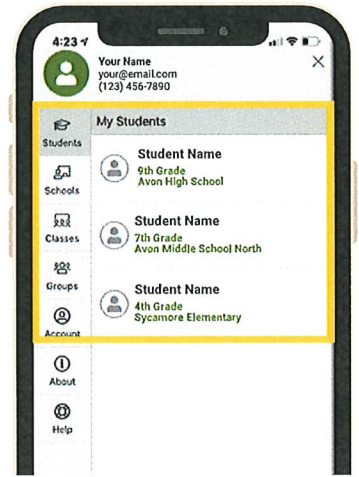 4:23
Your Name
your@email.com
(123) 456-7890
Students
Schools
Classes
Groups
Account
About
Help
My Students
Student Name
9th Grade
Avon High School
Student Name
7th Grade
Avon Middle School North
Student Name
4th Grade
Sycamore Elementary